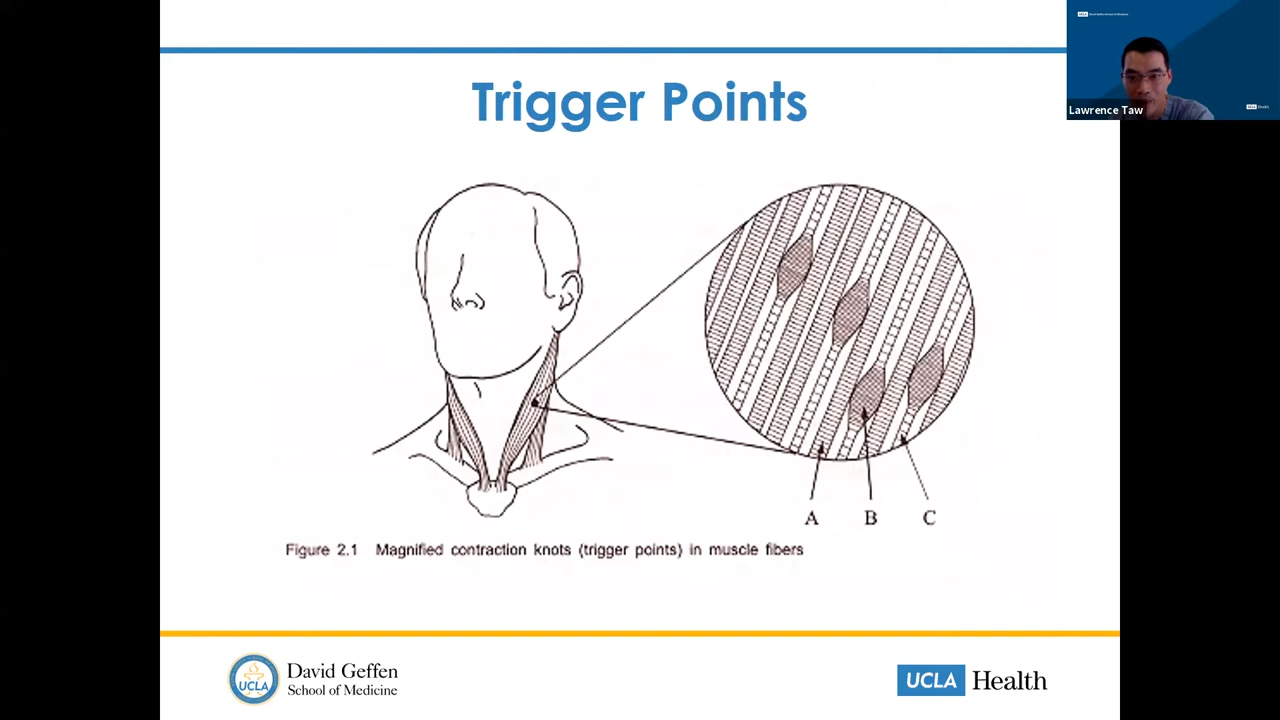 Trigger Points
Lawrence Taw
A B C
Figure 2.1 Magnified contraction knots (trigger points) in muscle fibers
UCLA
David Geffen
School of Medicine
UCLA Health